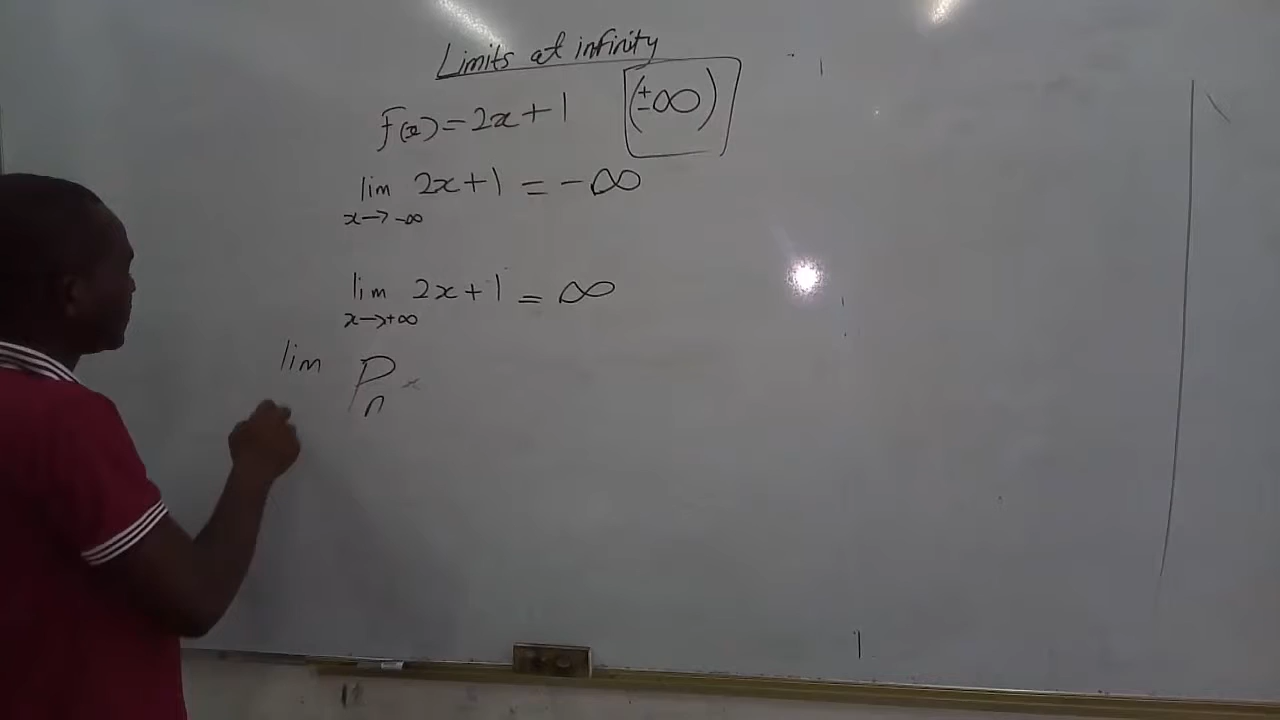 Limits at infinity
f(x) = 2x + 1 (±∞)
lim 2x + 1 = -∞
x → -∞
lim 2x + 1 = ∞
x → +∞
lim Pn x